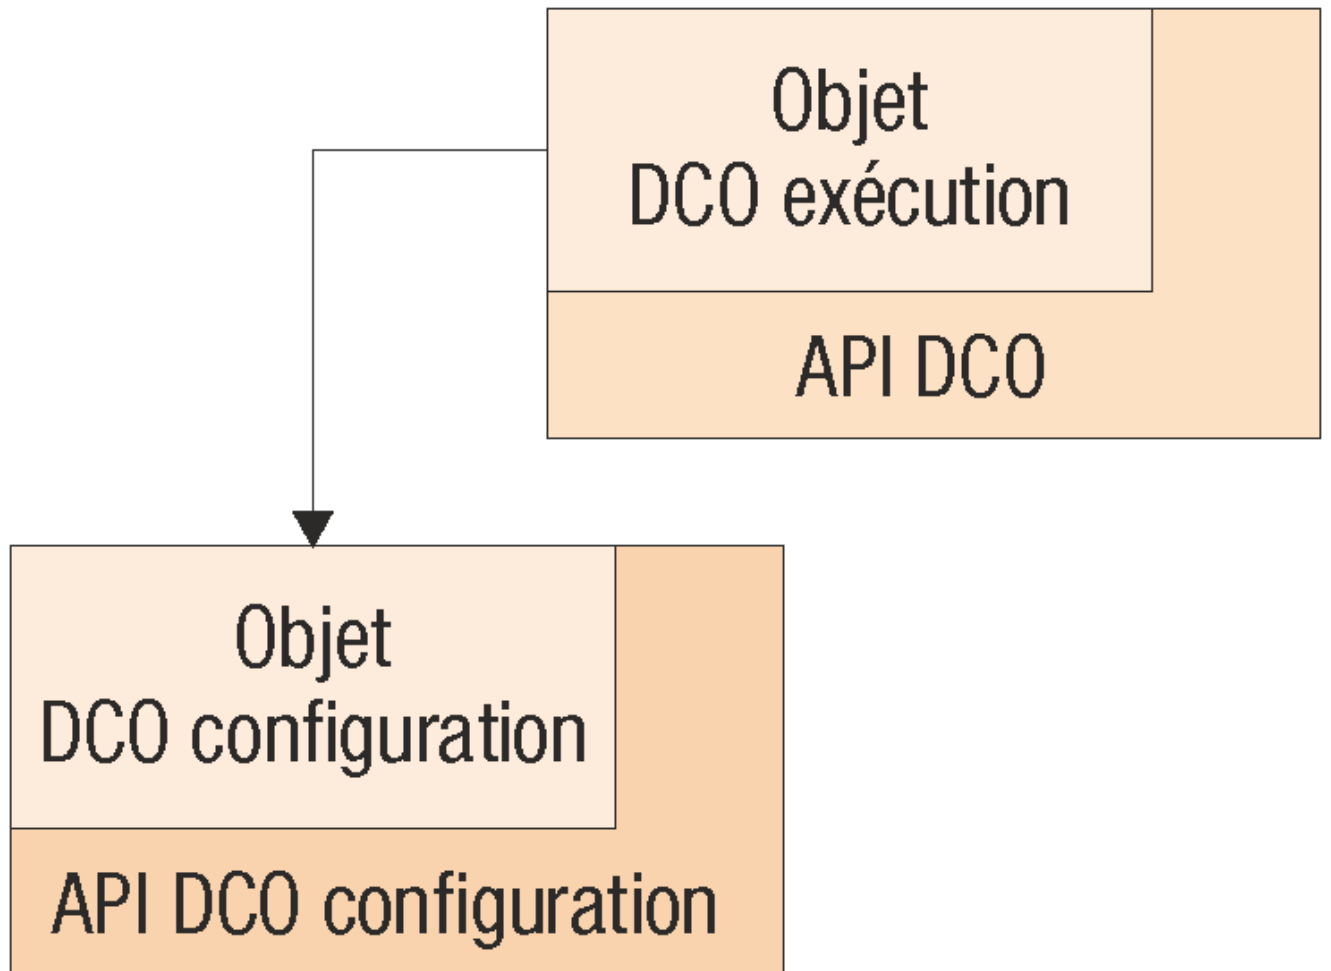 Objet
DCO exécution
API DCO
Objet
DCO configuration
API DCO configuration